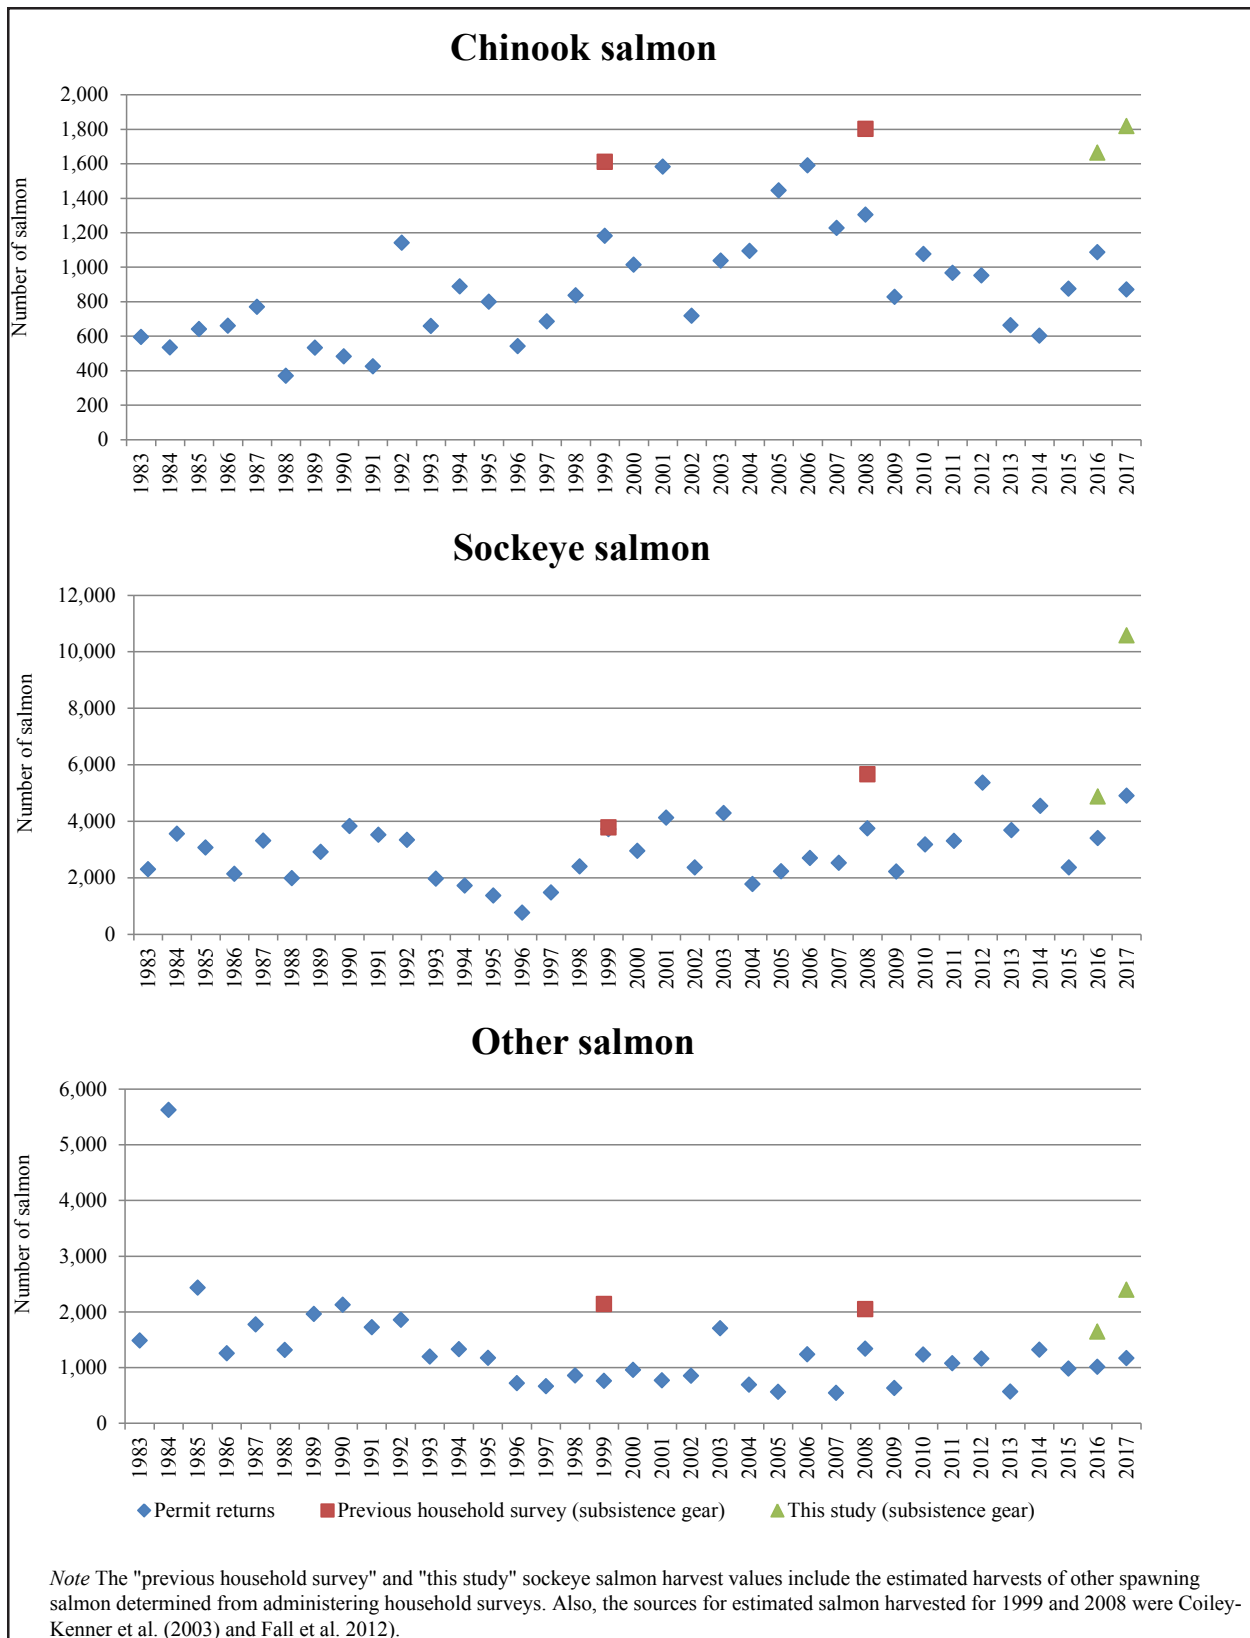 Chinook salmon
2,000
1,800
1,600
1,400
1,200
1,000
800
600
400
200
0
Number of salmon
1983 1984 1985 1986 1987 1988 1989 1990 1991 1992 1993 1994 1995 1996 1997 1998 1999 2000 2001 2002 2003 2004 2005 2006 2007 2008 2009 2010 2011 2012 2013 2014 2015 2016 2017
Sockeye salmon
12,000
10,000
8,000
6,000
4,000
2,000
0
Number of salmon
1983 1984 1985 1986 1987 1988 1989 1990 1991 1992 1993 1994 1995 1996 1997 1998 1999 2000 2001 2002 2003 2004 2005 2006 2007 2008 2009 2010 2011 2012 2013 2014 2015 2016 2017
Other salmon
6,000
5,000
4,000
3,000
2,000
1,000
0
Number of salmon
1983 1984 1985 1986 1987 1988 1989 1990 1991 1992 1993 1994 1995 1996 1997 1998 1999 2000 2001 2002 2003 2004 2005 2006 2007 2008 2009 2010 2011 2012 2013 2014 2015 2016 2017
Permit returns Previous household survey (subsistence gear) This study (subsistence gear)
Note The "previous household survey" and "this study" sockeye salmon harvest values include the estimated harvests of other spawning
salmon determined from administering household surveys. Also, the sources for estimated salmon harvested for 1999 and 2008 were Coiley-
Kenner et al. (2003) and Fall et al. 2012).